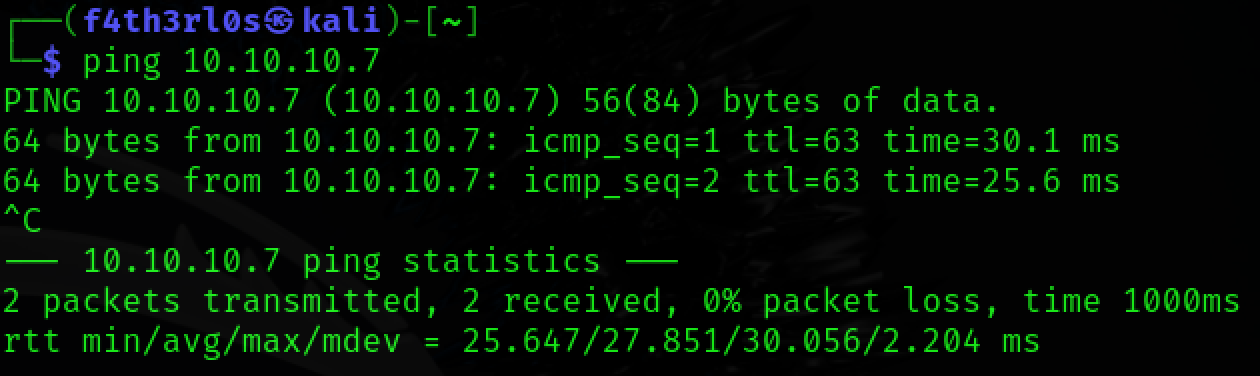 ┌──(f4th3rl0s㉿kali)-[~]
└─$ ping 10.10.10.7
PING 10.10.10.7 (10.10.10.7) 56(84) bytes of data.
64 bytes from 10.10.10.7: icmp_seq=1 ttl=63 time=30.1 ms
64 bytes from 10.10.10.7: icmp_seq=2 ttl=63 time=25.6 ms
^C
--- 10.10.10.7 ping statistics ---
2 packets transmitted, 2 received, 0% packet loss, time 1000ms
rtt min/avg/max/mdev = 25.647/27.851/30.056/2.204 ms